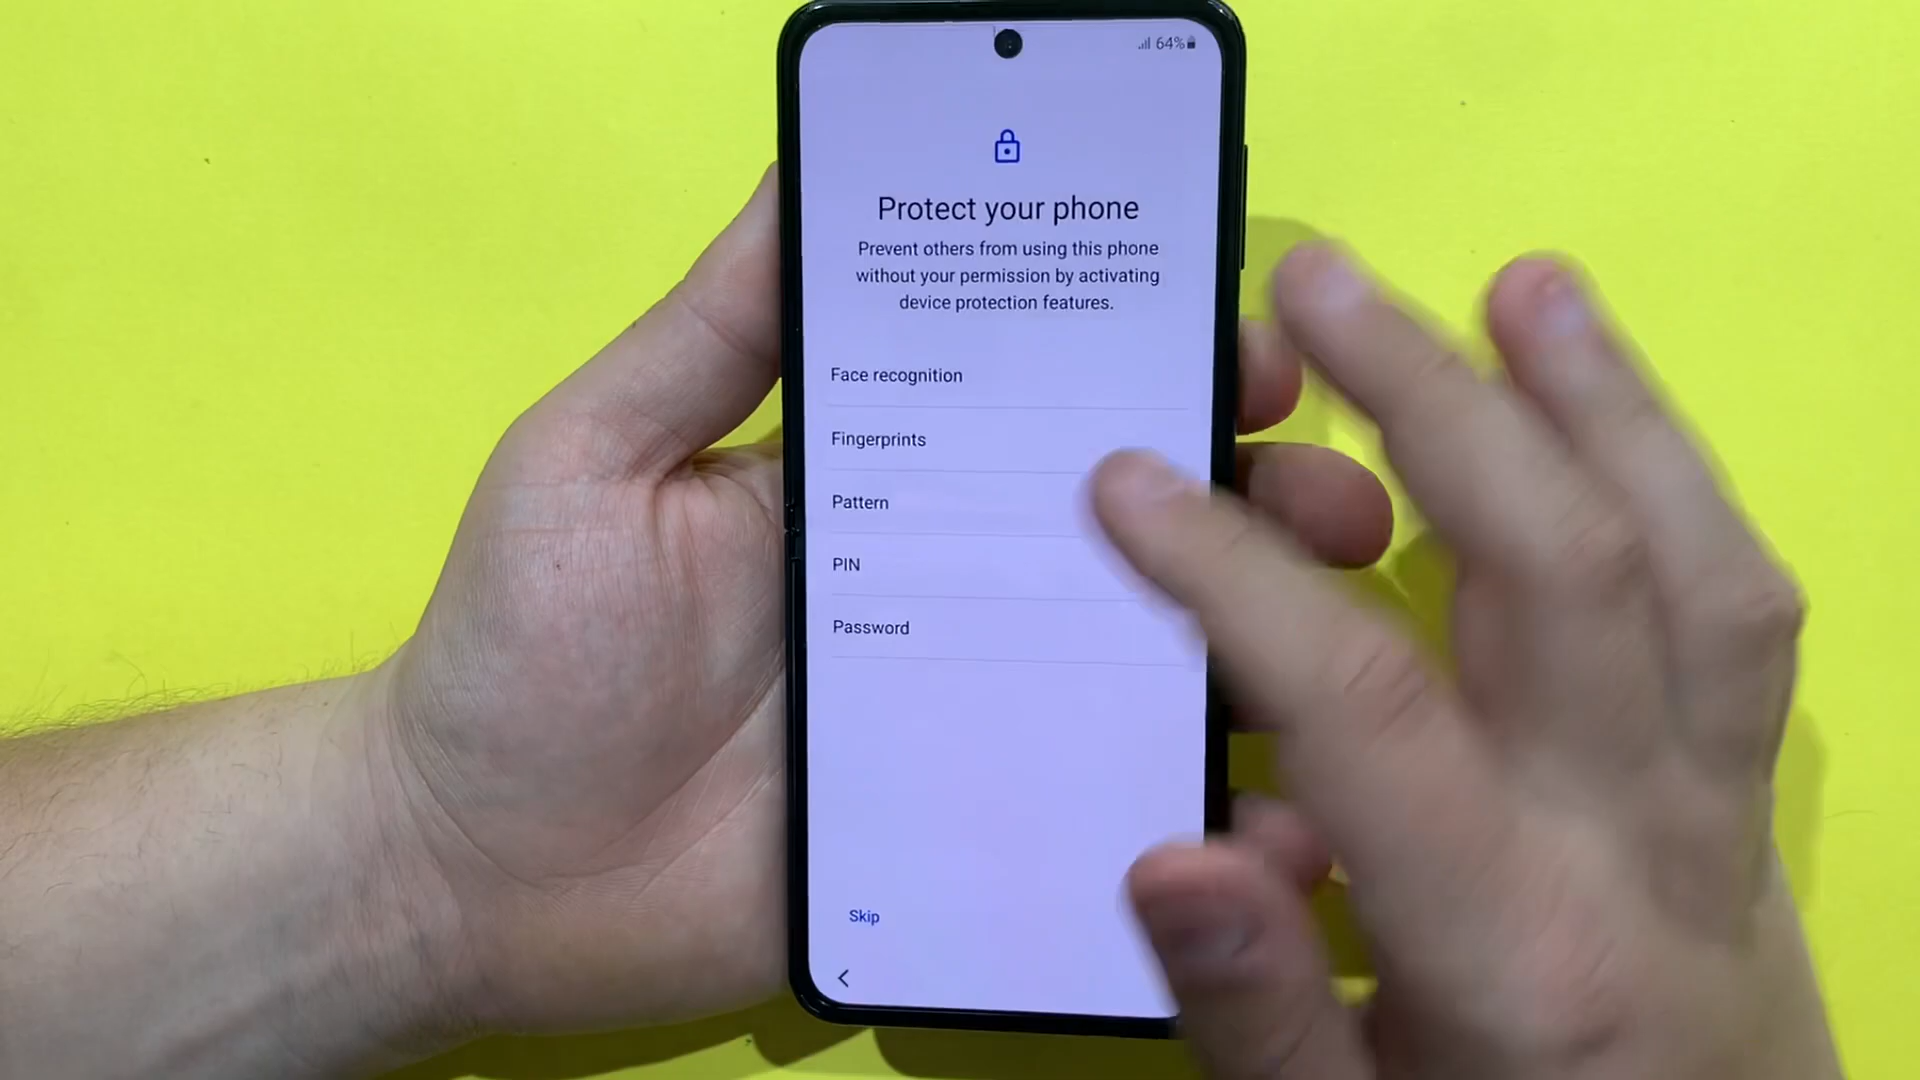 64%
Protect your phone
Prevent others from using this phone
without your permission by activating
device protection features.
Face recognition
Fingerprints
Pattern
PIN
Password
Skip